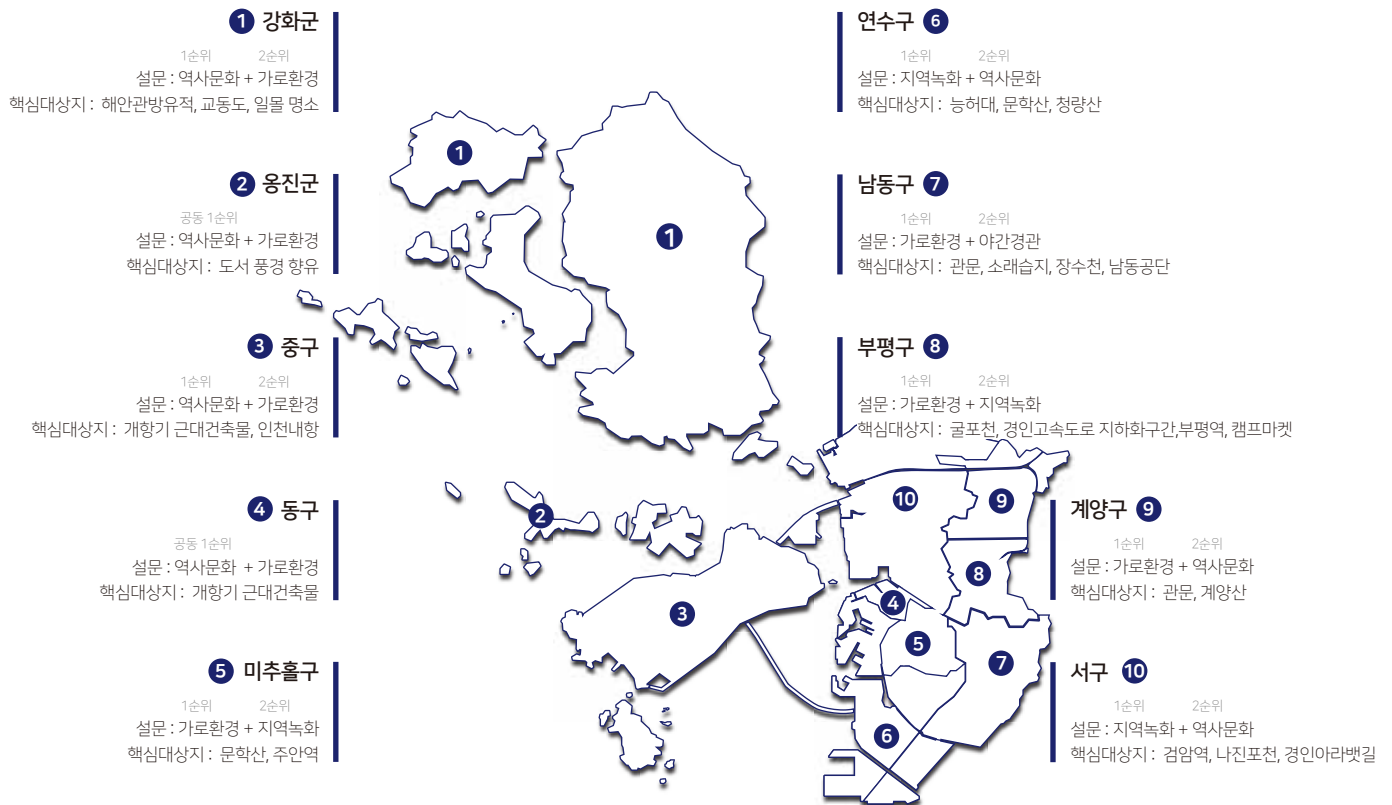 1 강화군
1순위 2순위
설문 : 역사문화 + 가로환경
핵심대상지 : 해안관방유적, 교동도, 일몰 명소
2 옹진군
공동 1순위
설문 : 역사문화 + 가로환경
핵심대상지 : 도서 풍경 향유
3 중구
1순위 2순위
설문 : 역사문화 + 가로환경
핵심대상지 : 개항기 근대건축물, 인천내항
4 동구
공동 1순위
설문 : 역사문화 + 가로환경
핵심대상지 : 개항기 근대건축물
5 미추홀구
1순위 2순위
설문 : 가로환경 + 지역녹화
핵심대상지 : 문학산, 주안역
연수구 6
1순위 2순위
설문 : 지역녹화 + 역사문화
핵심대상지 : 능허대, 문학산, 청량산
남동구 7
1순위 2순위
설문 : 가로환경 + 야간경관
핵심대상지 : 관문, 소래습지, 장수천, 남동공단
부평구 8
1순위 2순위
설문 : 가로환경 + 지역녹화
핵심대상지 : 굴포천, 경인고속도로 지하화구간,부평역, 캠프마켓
계양구 9
1순위 2순위
설문 : 가로환경 + 역사문화
핵심대상지 : 관문, 계양산
서구 10
1순위 2순위
설문 : 지역녹화 + 역사문화
핵심대상지 : 검암역, 나진포천, 경인아라뱃길
1
1
2
3
4
5
6
7
8
9
10